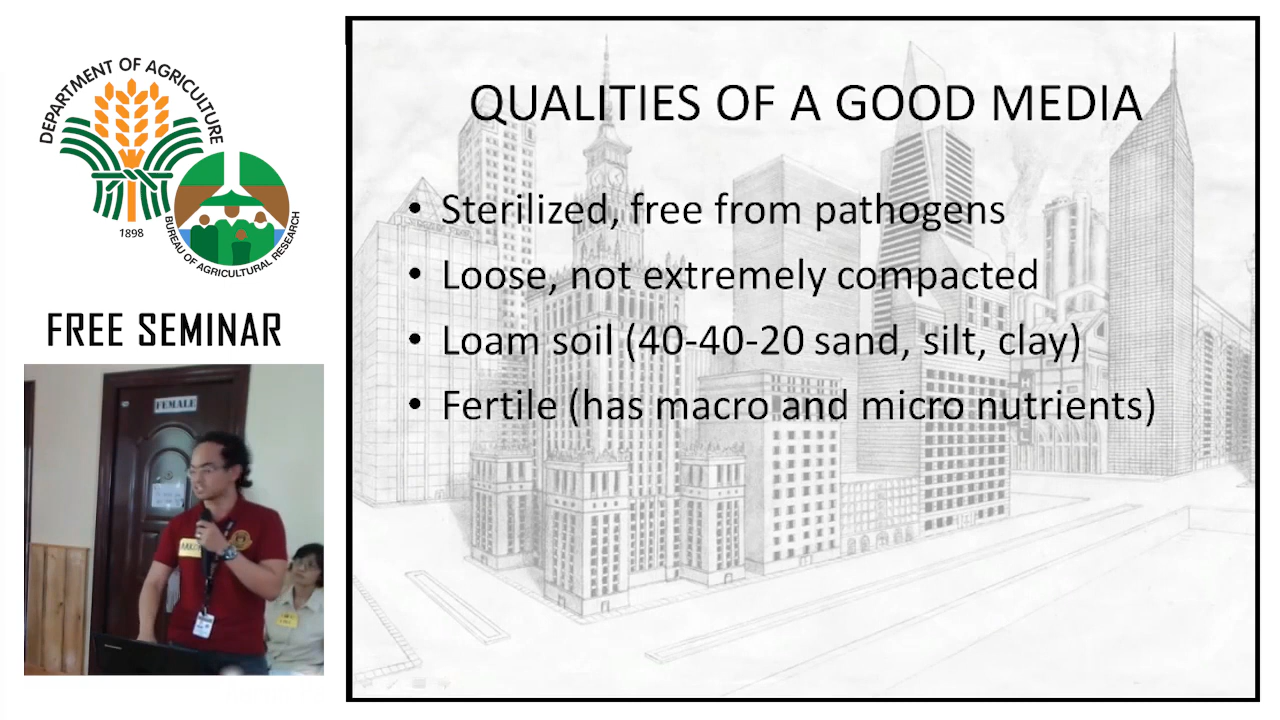 DEPARTMENT OF AGRICULTURE
1898
BUREAU OF AGRICULTURAL RESEARCH
FREE SEMINAR
FEMALE
QUALITIES OF A GOOD MEDIA
• Sterilized, free from pathogens
• Loose, not extremely compacted
• Loam soil (40-40-20 sand, silt, clay)
• Fertile (has macro and micro nutrients)